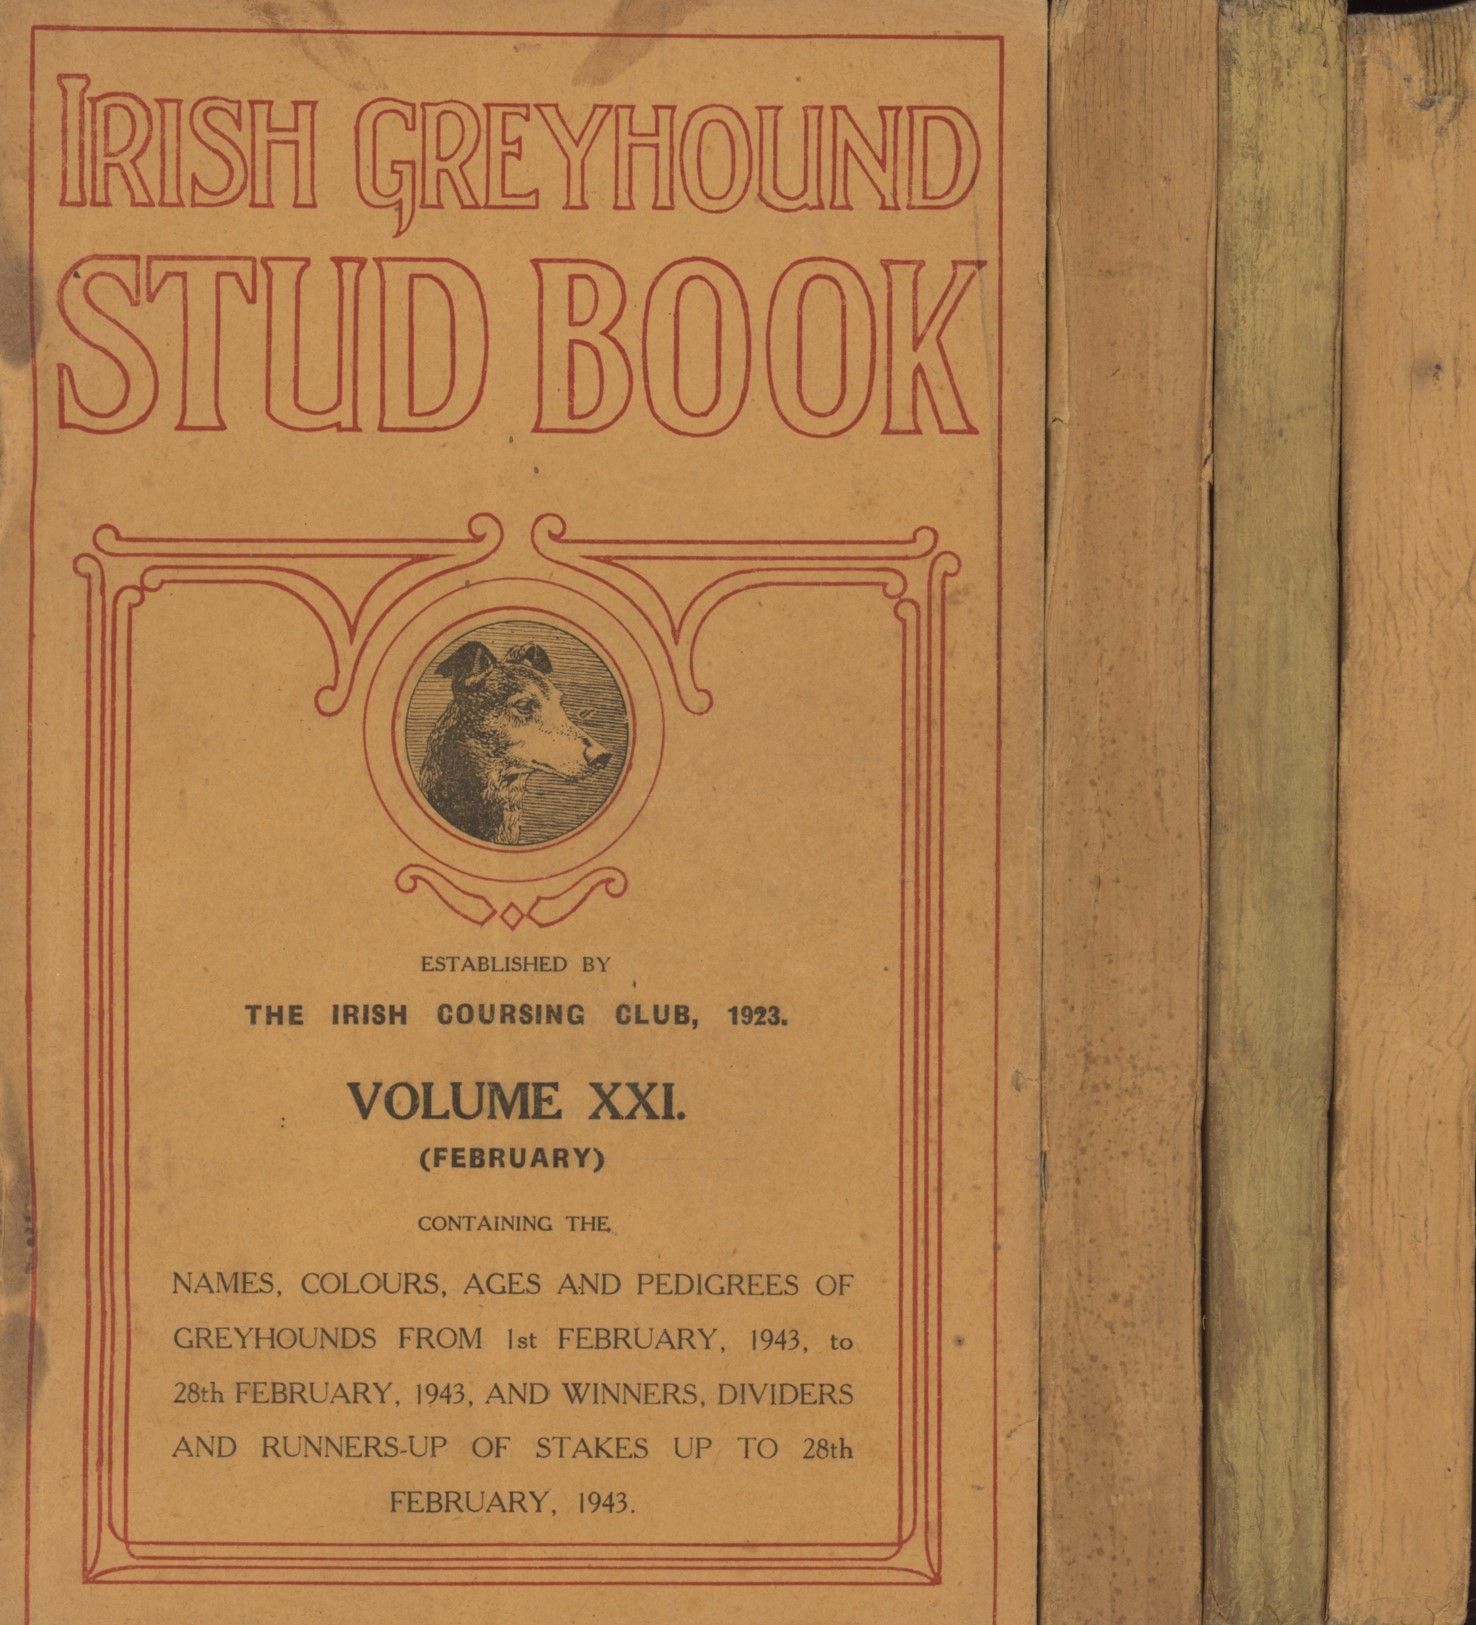 IRISH GREYHOUND
STUD BOOK
ESTABLISHED BY
THE IRISH COURSING CLUB, 1923.
VOLUME XXI.
(FEBRUARY)
CONTAINING THE
NAMES, COLOURS, AGES AND PEDIGREES OF
GREYHOUNDS FROM 1st FEBRUARY, 1943, to
28th FEBRUARY, 1943, AND WINNERS, DIVIDERS
AND RUNNERS-UP OF STAKES UP TO 28th
FEBRUARY, 1943.